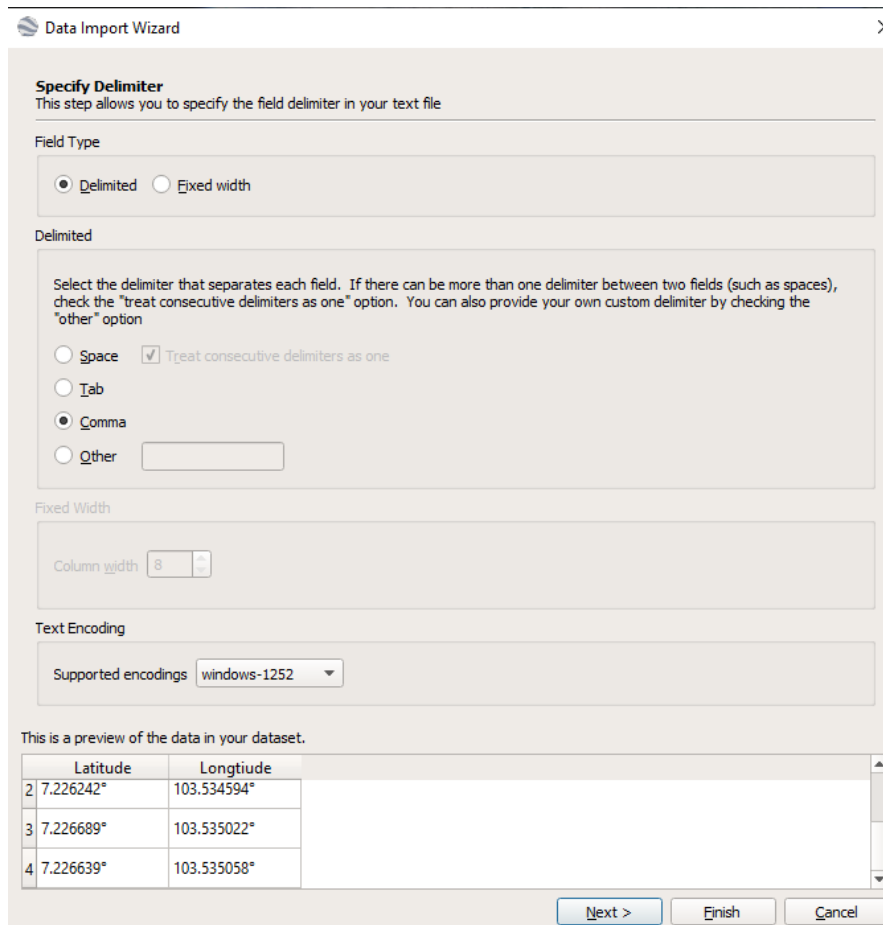 Data Import Wizard
Specify Delimiter
This step allows you to specify the field delimiter in your text file
Field Type
Delimited Fixed width
Delimited
Select the delimiter that separates each field. If there can be more than one delimiter between two fields (such as spaces),
check the "treat consecutive delimiters as one" option. You can also provide your own custom delimiter by checking the
"other" option
Space Treat consecutive delimiters as one
Tab
Comma
Other
Fixed Width
Column width 8
Text Encoding
Supported encodings windows-1252
This is a preview of the data in your dataset.
Latitude Longtiude
2 7.226242° 103.534594°
3 7.226689° 103.535022°
4 7.226639° 103.535058°
Next > Finish Cancel